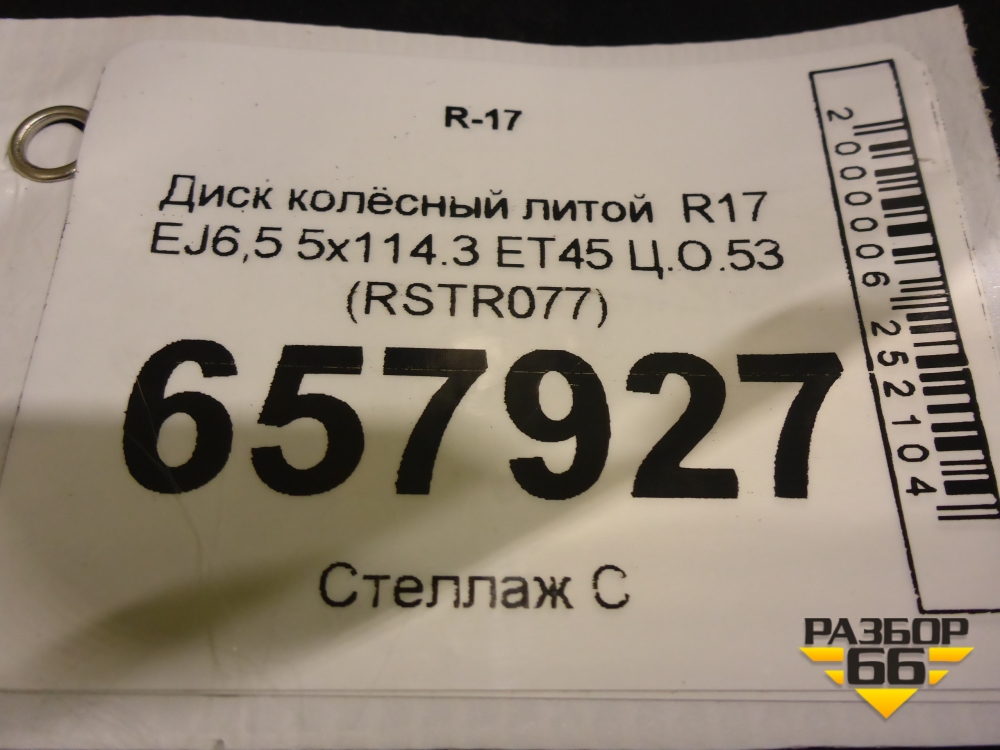 R-17
Диск колёсный литой R17
EJ6,5 5x114.3 ET45 Ц.О.53
(RSTR077)
657927
Стеллаж С
2000006252104
РАЗБОР
66